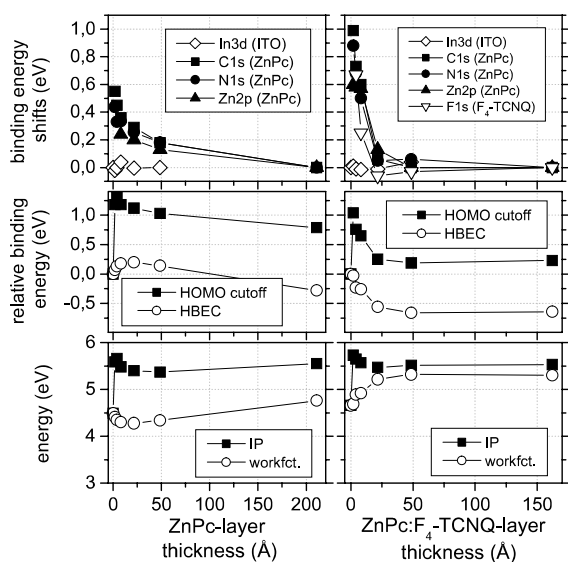 binding energy
shifts (eV)
1,0
0,8
0,6
0,4
0,2
0,0
In3d (ITO)
C1s (ZnPc)
N1s (ZnPc)
Zn2p (ZnPc)
In3d (ITO)
C1s (ZnPc)
N1s (ZnPc)
Zn2p (ZnPc)
F1s (F4-TCNQ)
relative binding
energy (eV)
1,0
0,5
0,0
-0,5
HOMO cutoff
HBEC
HOMO cutoff
HBEC
energy (eV)
6
5
4
3
IP
workfct.
IP
workfct.
0 50 100 150 200
0 50 100 150
ZnPc-layer
thickness (Å)
ZnPc:F4-TCNQ-layer
thickness (Å)